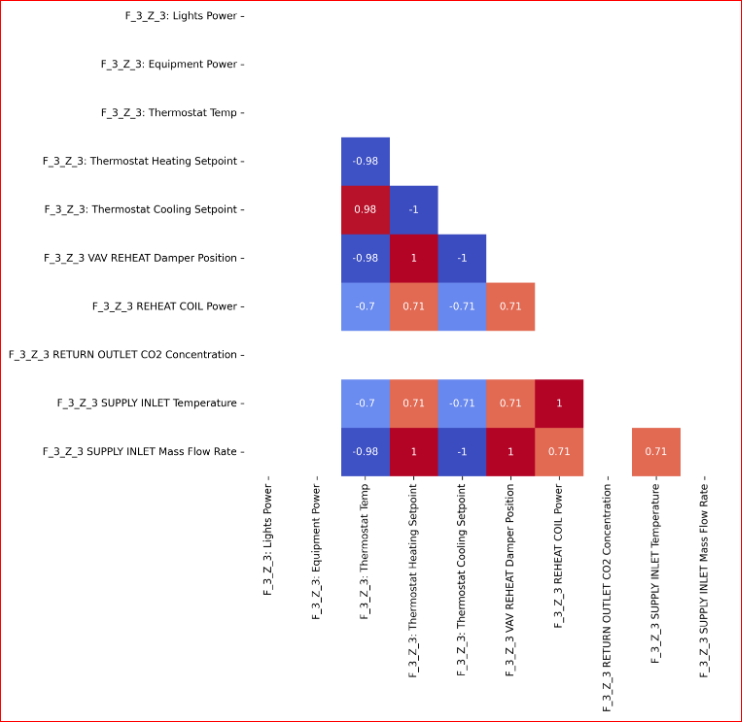 F_3_Z_3: Lights Power
F_3_Z_3: Equipment Power
F_3_Z_3: Thermostat Temp
F_3_Z_3: Thermostat Heating Setpoint
-0.98
F_3_Z_3: Thermostat Cooling Setpoint
0.98 -1
F_3_Z_3 VAV REHEAT Damper Position
-0.98 1 -1
F_3_Z_3 REHEAT COIL Power
-0.7 0.71 -0.71 0.71
F_3_Z_3 RETURN OUTLET CO2 Concentration
F_3_Z_3 SUPPLY INLET Temperature
-0.7 0.71 -0.71 0.71 1
F_3_Z_3 SUPPLY INLET Mass Flow Rate
-0.98 1 -1 1 0.71 0.71
F_3_Z_3: Lights Power
F_3_Z_3: Equipment Power
F_3_Z_3: Thermostat Temp
F_3_Z_3: Thermostat Heating Setpoint
F_3_Z_3: Thermostat Cooling Setpoint
F_3_Z_3 VAV REHEAT Damper Position
F_3_Z_3 REHEAT COIL Power
F_3_Z_3 RETURN OUTLET CO2 Concentration
F_3_Z_3 SUPPLY INLET Temperature
F_3_Z_3 SUPPLY INLET Mass Flow Rate